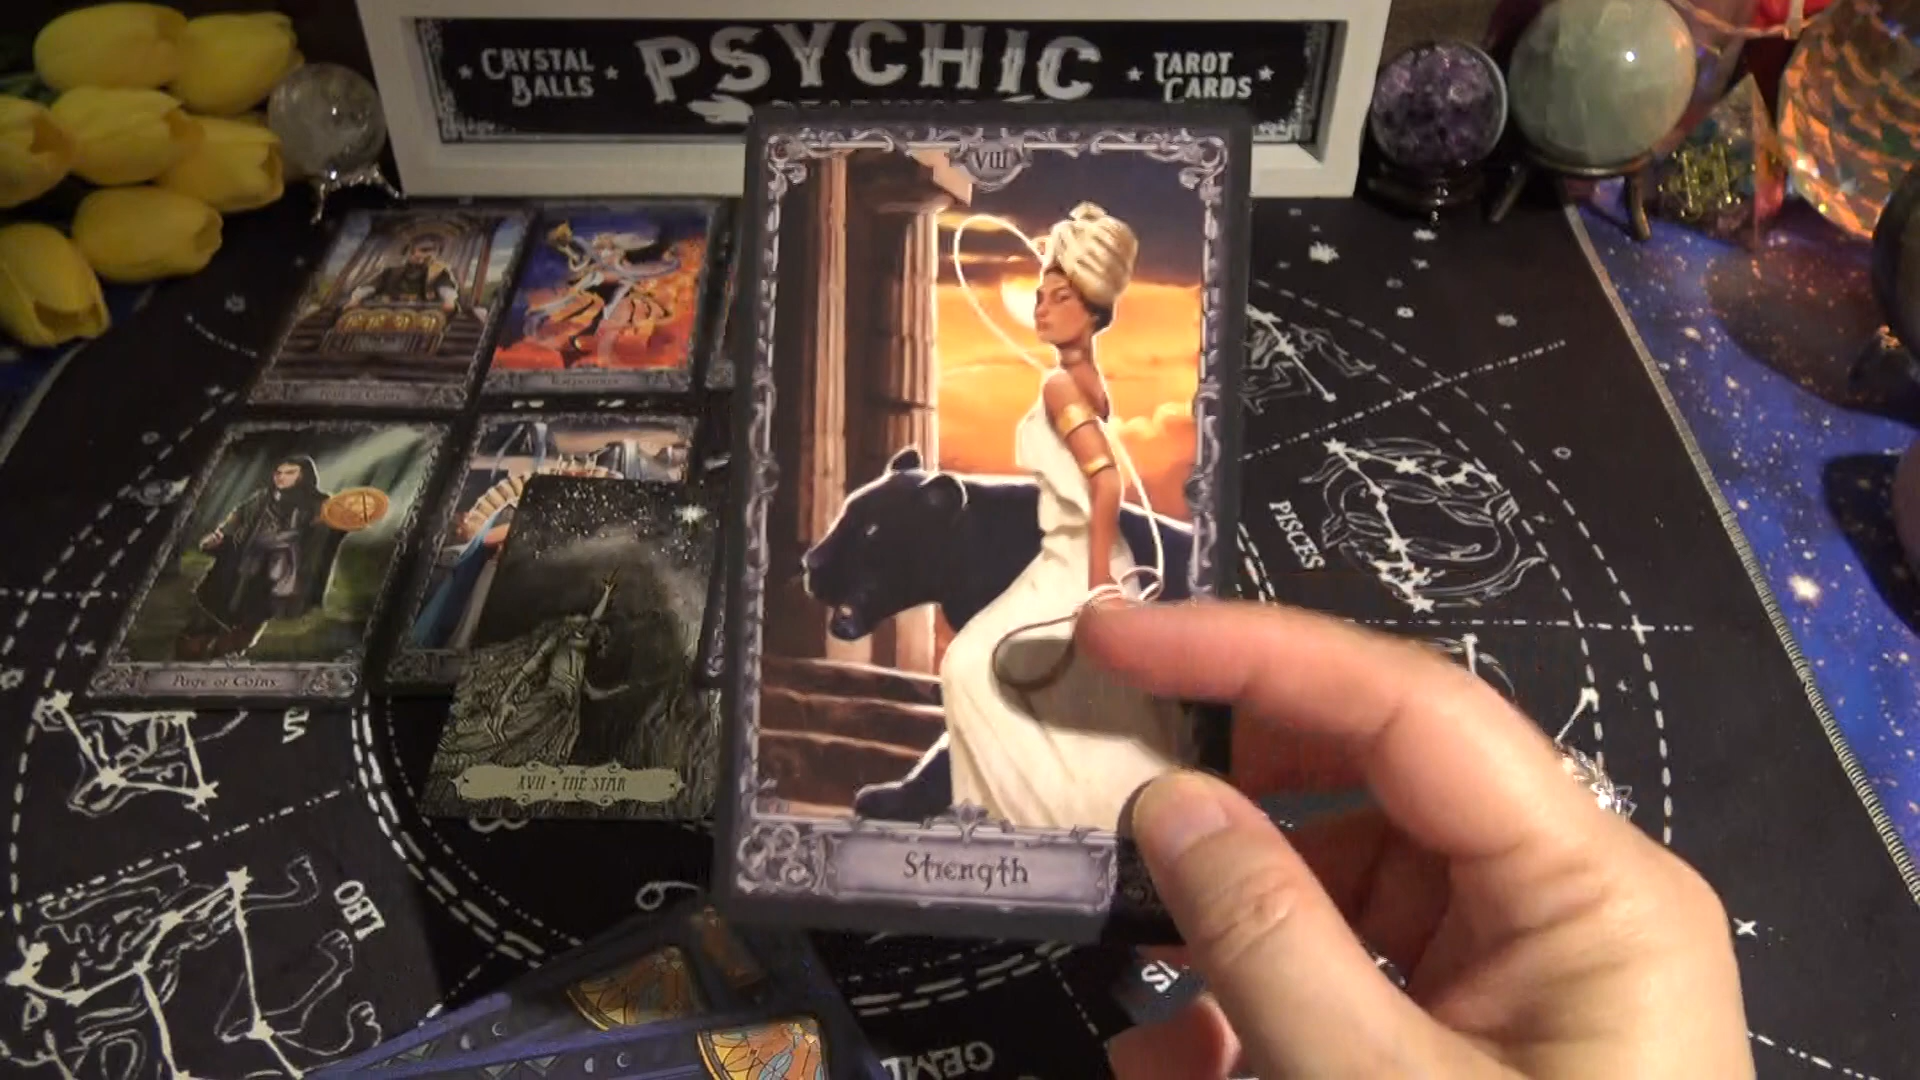 CRYSTAL BALLS
PSYCHIC
TAROT CARDS
VIII
Strength
Page of Coins
XVII • THE STAR
PISCES
LEO